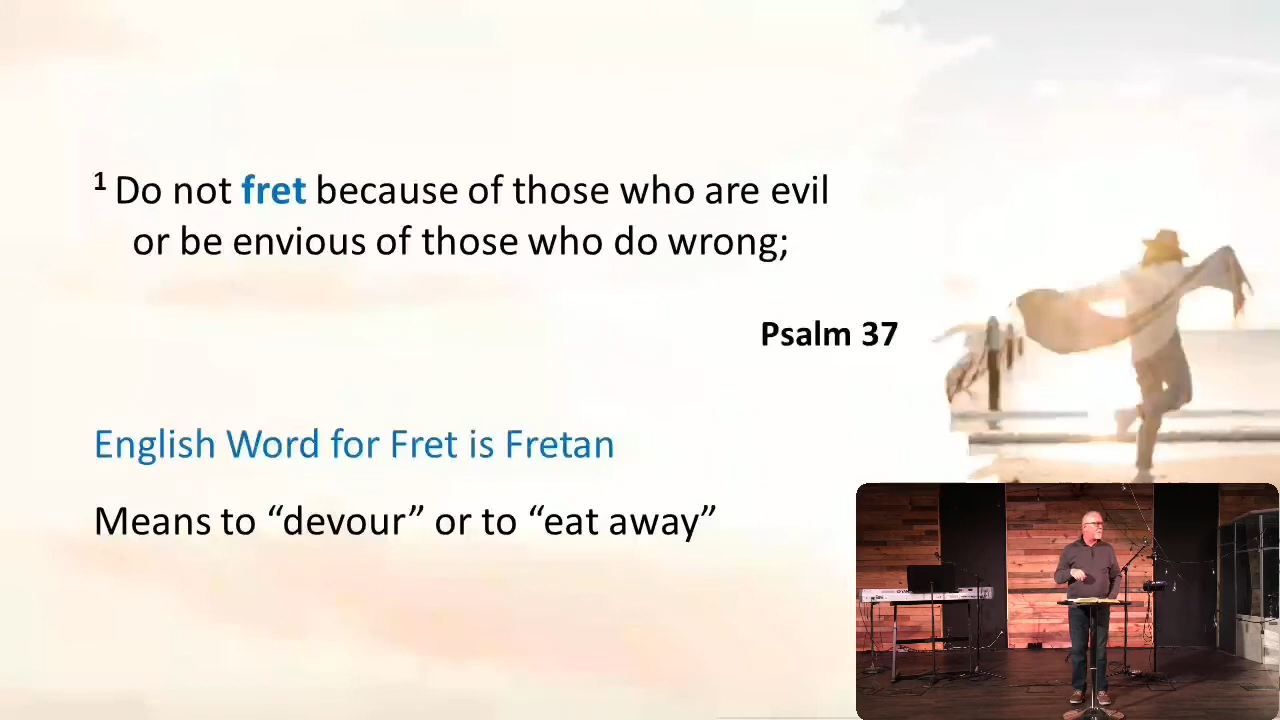 1 Do not fret because of those who are evil
or be envious of those who do wrong;
Psalm 37
English Word for Fret is Fretan
Means to “devour” or to “eat away”